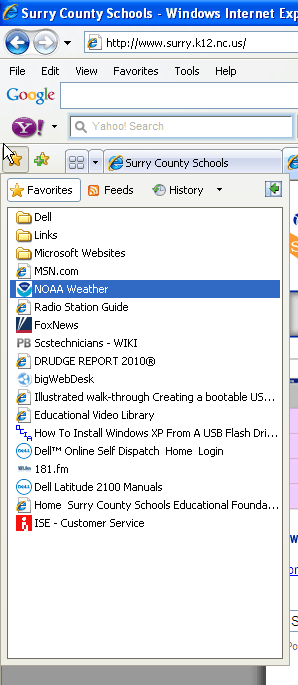 Surry County Schools - Windows Internet Exp
http://www.surry.k12.nc.us/
File Edit View Favorites Tools Help
Google
Y! Yahoo! Search
Surry County Schools
Favorites Feeds History
Dell
Links
Microsoft Websites
MSN.com
NOAA Weather
Radio Station Guide
FoxNews
PB Scstechnicians - WIKI
DRUDGE REPORT 2010®
bigWebDesk
Illustrated walk-through Creating a bootable US...
Educational Video Library
How To Install Windows XP From A USB Flash Dri...
Dell™ Online Self Dispatch Home Login
181.fm
Dell Latitude 2100 Manuals
Home Surry County Schools Educational Founda...
ISE - Customer Service